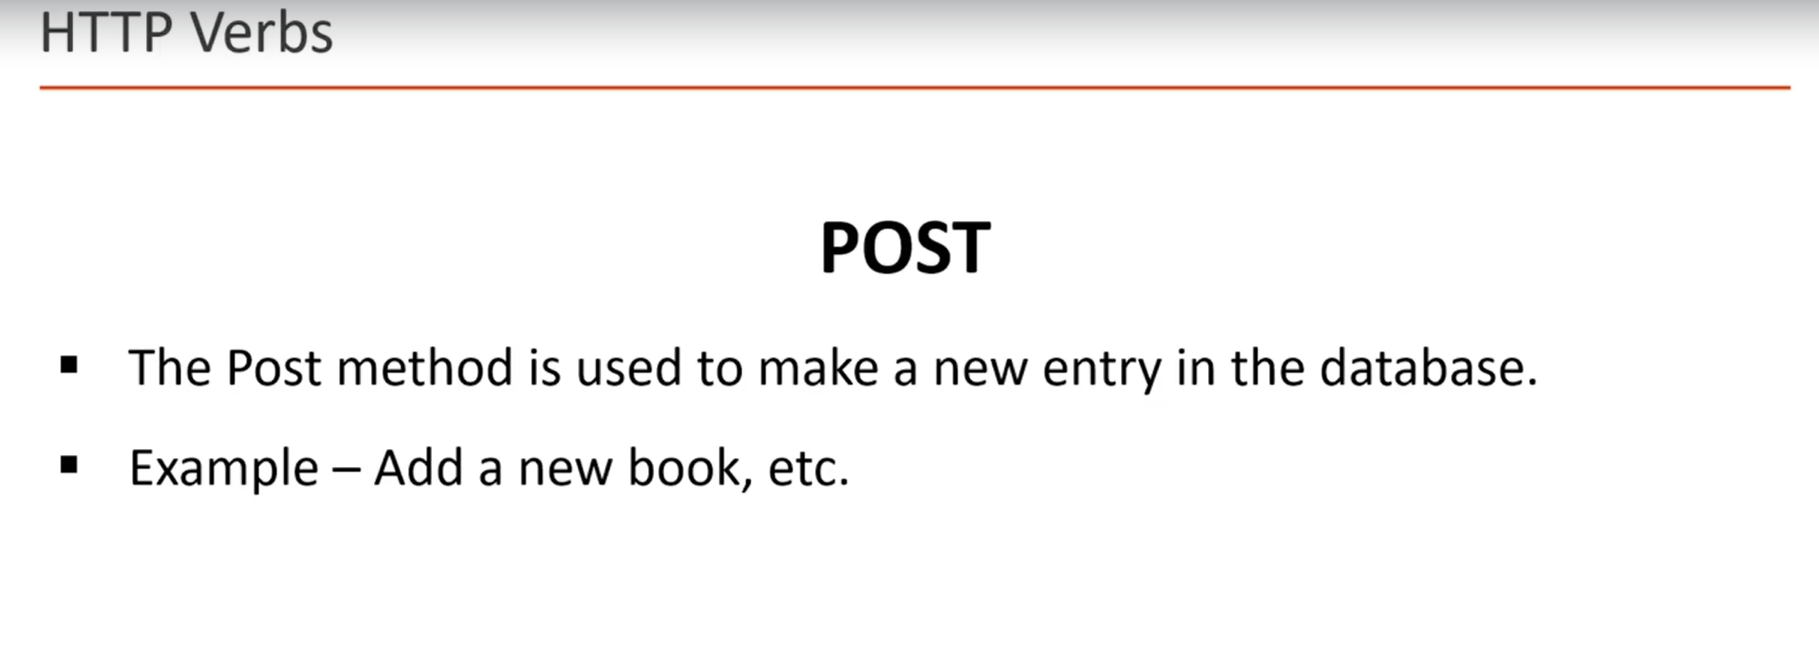 HTTP Verbs
POST
▪ The Post method is used to make a new entry in the database.
▪ Example – Add a new book, etc.